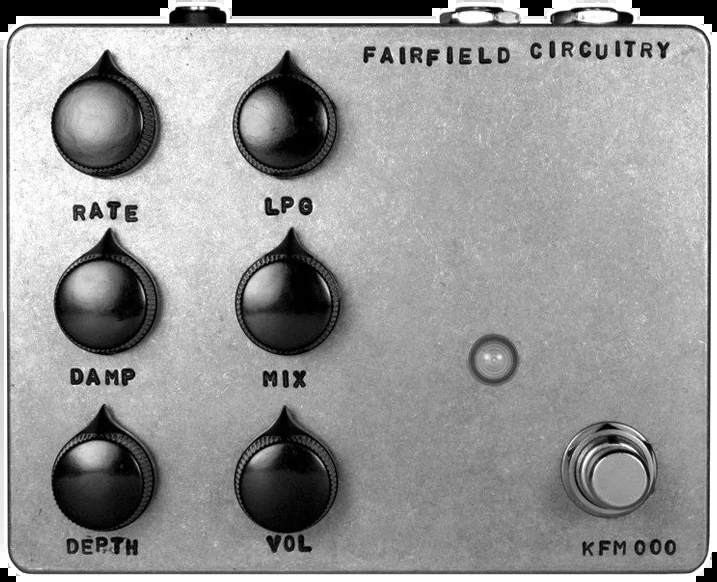 FAIRFIELD CIRCUITRY
RATE LPG
DAMP MIX
DEPTH VOL
KFM 000